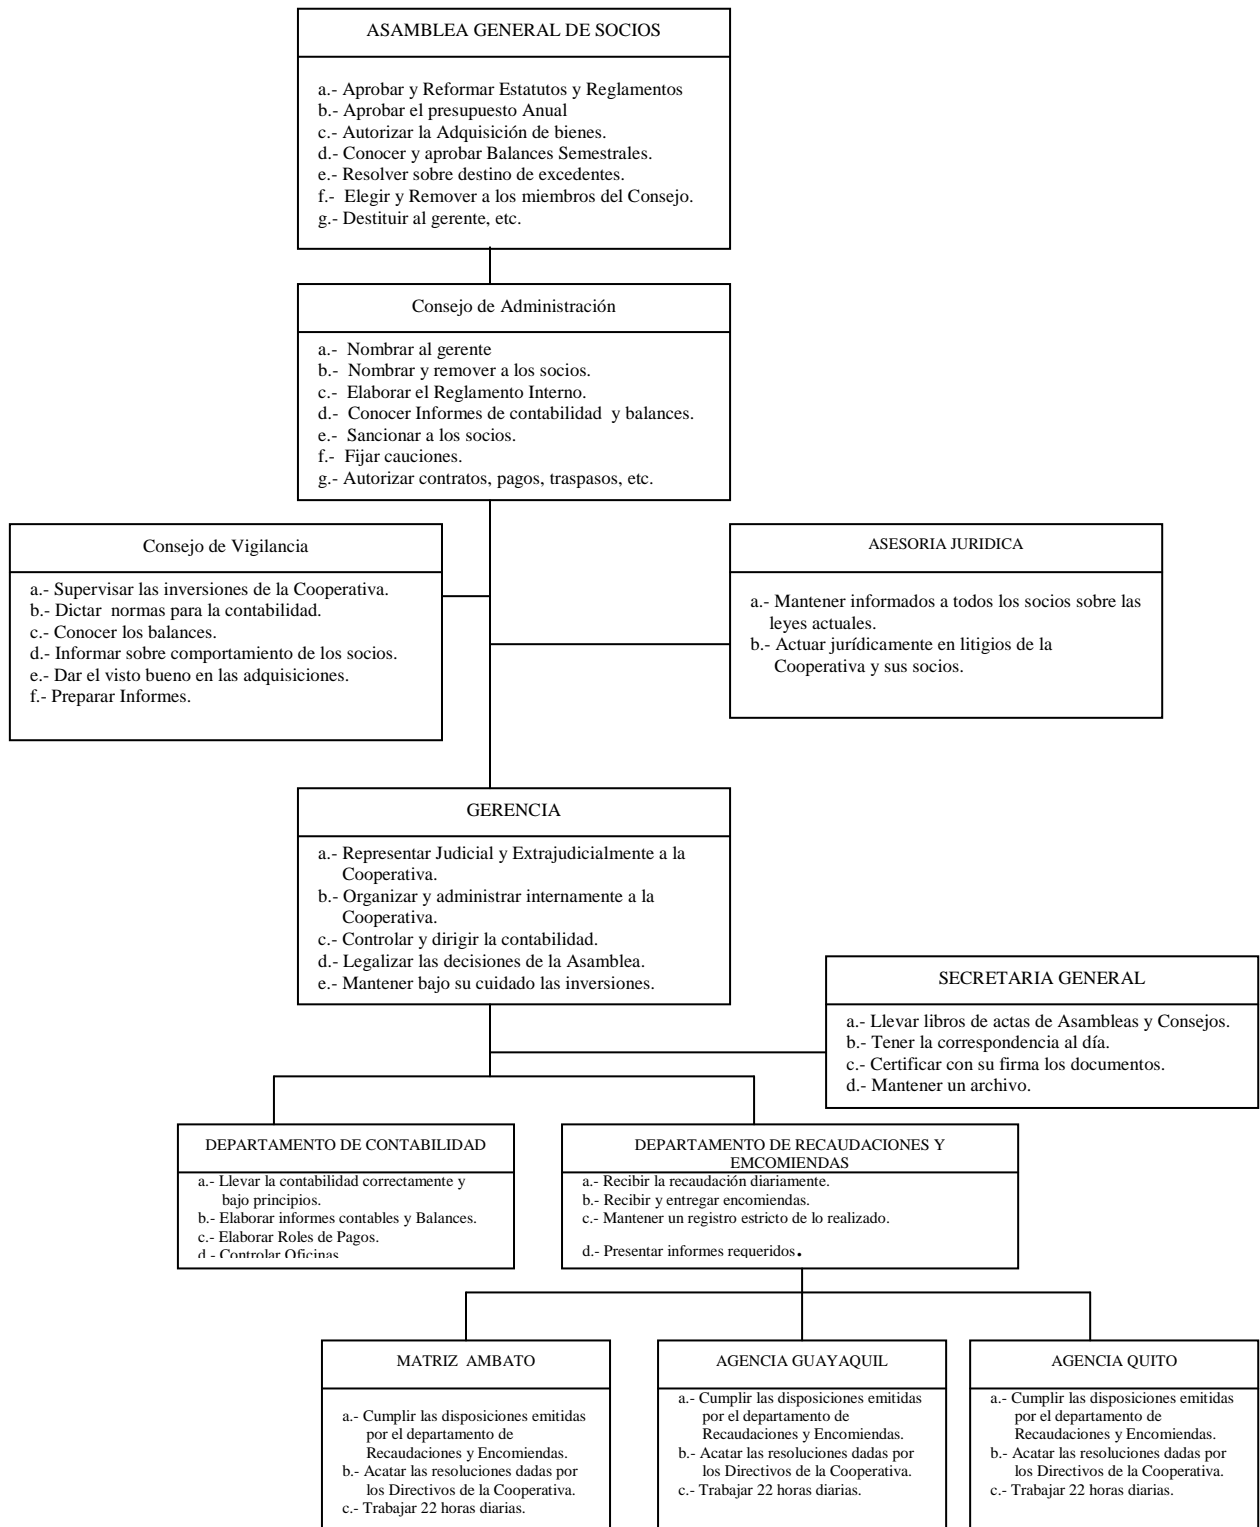 ASAMBLEA GENERAL DE SOCIOS
a.- Aprobar y Reformar Estatutos y Reglamentos
b.- Aprobar el presupuesto Anual
c.- Autorizar la Adquisición de bienes.
d.- Conocer y aprobar Balances Semestrales.
e.- Resolver sobre destino de excedentes.
f.- Elegir y Remover a los miembros del Consejo.
g.- Destituir al gerente, etc.
Consejo de Administración
a.- Nombrar al gerente
b.- Nombrar y remover a los socios.
c.- Elaborar el Reglamento Interno.
d.- Conocer Informes de contabilidad y balances.
e.- Sancionar a los socios.
f.- Fijar cauciones.
g.- Autorizar contratos, pagos, traspasos, etc.
Consejo de Vigilancia
a.- Supervisar las inversiones de la Cooperativa.
b.- Dictar normas para la contabilidad.
c.- Conocer los balances.
d.- Informar sobre comportamiento de los socios.
e.- Dar el visto bueno en las adquisiciones.
f.- Preparar Informes.
ASESORIA JURIDICA
a.- Mantener informados a todos los socios sobre las
leyes actuales.
b.- Actuar jurídicamente en litigios de la
Cooperativa y sus socios.
GERENCIA
a.- Representar Judicial y Extrajudicialmente a la
Cooperativa.
b.- Organizar y administrar internamente a la
Cooperativa.
c.- Controlar y dirigir la contabilidad.
d.- Legalizar las decisiones de la Asamblea.
e.- Mantener bajo su cuidado las inversiones.
SECRETARIA GENERAL
a.- Llevar libros de actas de Asambleas y Consejos.
b.- Tener la correspondencia al día.
c.- Certificar con su firma los documentos.
d.- Mantener un archivo.
DEPARTAMENTO DE CONTABILIDAD
a.- Llevar la contabilidad correctamente y
bajo principios.
b.- Elaborar informes contables y Balances.
c.- Elaborar Roles de Pagos.
d.- Controlar Oficinas
DEPARTAMENTO DE RECAUDACIONES Y
EMCOMIENDAS
a.- Recibir la recaudación diariamente.
b.- Recibir y entregar encomiendas.
c.- Mantener un registro estricto de lo realizado.
d.- Presentar informes requeridos.
MATRIZ AMBATO
a.- Cumplir las disposiciones emitidas
por el departamento de
Recaudaciones y Encomiendas.
b.- Acatar las resoluciones dadas por
los Directivos de la Cooperativa.
c.- Trabajar 22 horas diarias.
AGENCIA GUAYAQUIL
a.- Cumplir las disposiciones emitidas
por el departamento de
Recaudaciones y Encomiendas.
b.- Acatar las resoluciones dadas por
los Directivos de la Cooperativa.
c.- Trabajar 22 horas diarias.
AGENCIA QUITO
a.- Cumplir las disposiciones emitidas
por el departamento de
Recaudaciones y Encomiendas.
b.- Acatar las resoluciones dadas por
los Directivos de la Cooperativa.
c.- Trabajar 22 horas diarias.